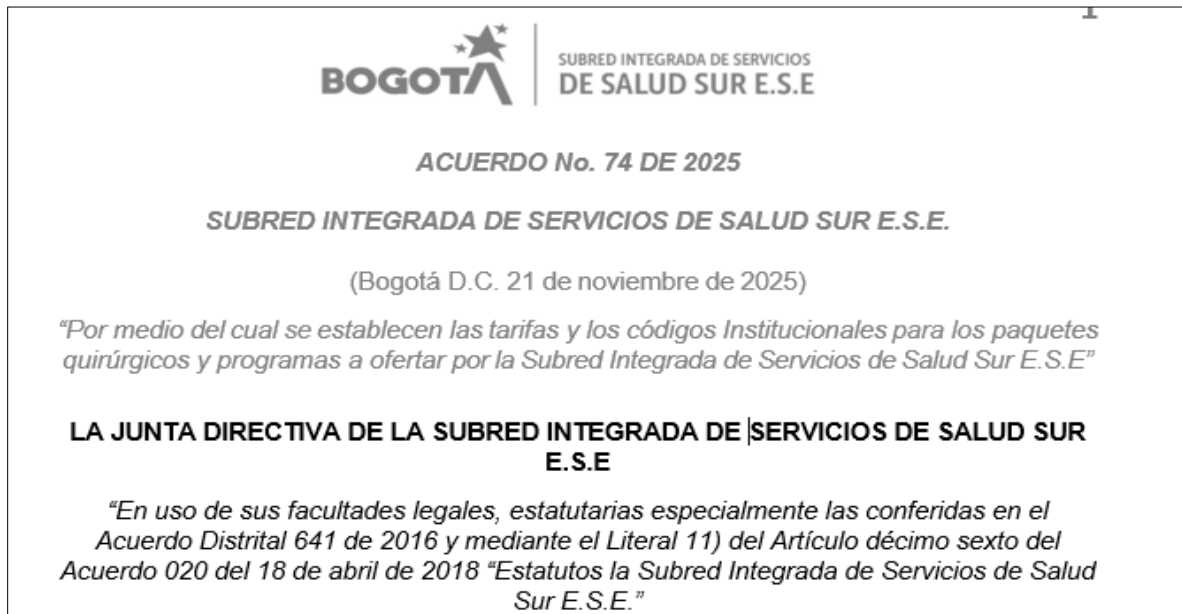 BOGOTÁ
SUBRED INTEGRADA DE SERVICIOS
DE SALUD SUR E.S.E
ACUERDO No. 74 DE 2025
SUBRED INTEGRADA DE SERVICIOS DE SALUD SUR E.S.E.
(Bogotá D.C. 21 de noviembre de 2025)
“Por medio del cual se establecen las tarifas y los códigos Institucionales para los paquetes
quirúrgicos y programas a ofertar por la Subred Integrada de Servicios de Salud Sur E.S.E”
LA JUNTA DIRECTIVA DE LA SUBRED INTEGRADA DE SERVICIOS DE SALUD SUR
E.S.E
“En uso de sus facultades legales, estatutarias especialmente las conferidas en el
Acuerdo Distrital 641 de 2016 y mediante el Literal 11) del Artículo décimo sexto del
Acuerdo 020 del 18 de abril de 2018 “Estatutos la Subred Integrada de Servicios de Salud
Sur E.S.E.”